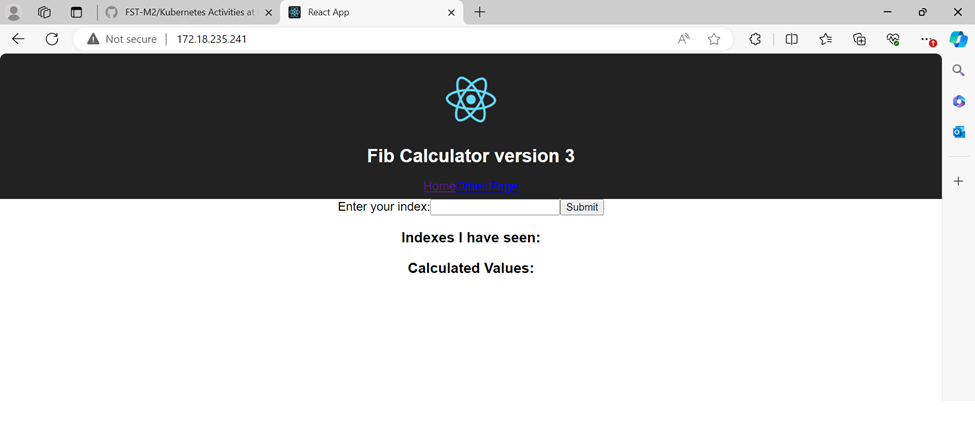 FST-M2/Kubernetes Activities at
React App
Not secure
172.18.235.241
Fib Calculator version 3
HomeOther Page
Enter your index:
Submit
Indexes I have seen:
Calculated Values: